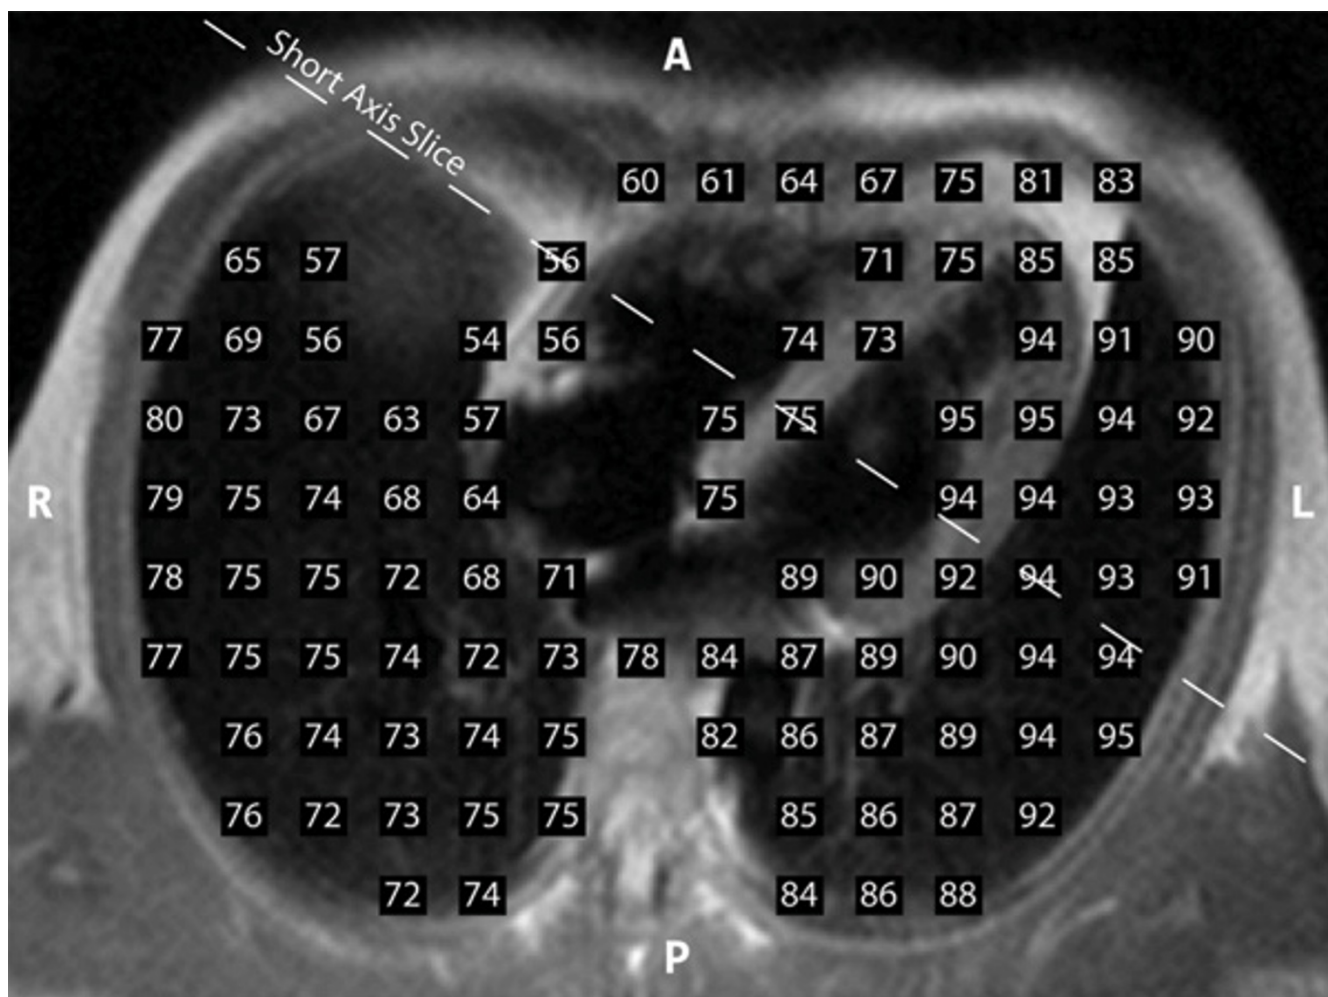 A
Short Axis Slice
60 61 64 67 75 81 83
65 57 56 71 75 85 85
77 69 56 54 56 74 73 94 91 90
80 73 67 63 57 75 75 95 95 94 92
R 79 75 74 68 64 75 94 94 93 93 L
78 75 75 72 68 71 89 90 92 94 93 91
77 75 75 74 72 73 78 84 87 89 90 94 94
76 74 73 74 75 82 86 87 89 94 95
76 72 73 75 75 85 86 87 92
72 74 84 86 88
P